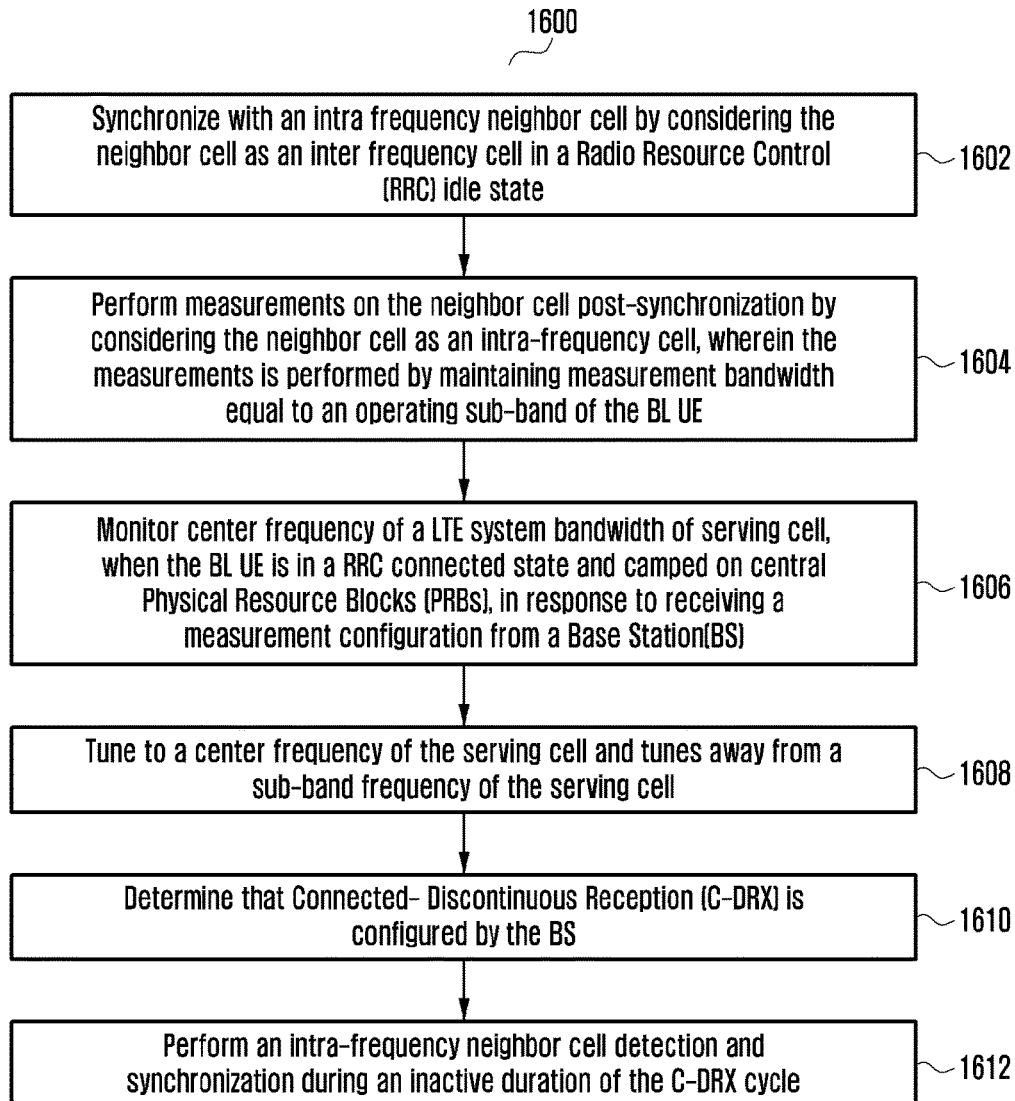 1600
Synchronize with an intra frequency neighbor cell by considering the
neighbor cell as an inter frequency cell in a Radio Resource Control
(RRC) idle state
1602
Perform measurements on the neighbor cell post-synchronization by
considering the neighbor cell as an intra-frequency cell, wherein the
measurements is performed by maintaining measurement bandwidth
equal to an operating sub-band of the BL UE
1604
Monitor center frequency of a LTE system bandwidth of serving cell,
when the BL UE is in a RRC connected state and camped on central
Physical Resource Blocks (PRBs), in response to receiving a
measurement configuration from a Base Station(BS)
1606
Tune to a center frequency of the serving cell and tunes away from a
sub-band frequency of the serving cell
1608
Determine that Connected- Discontinuous Reception (C-DRX) is
configured by the BS
1610
Perform an intra-frequency neighbor cell detection and
synchronization during an inactive duration of the C-DRX cycle
1612